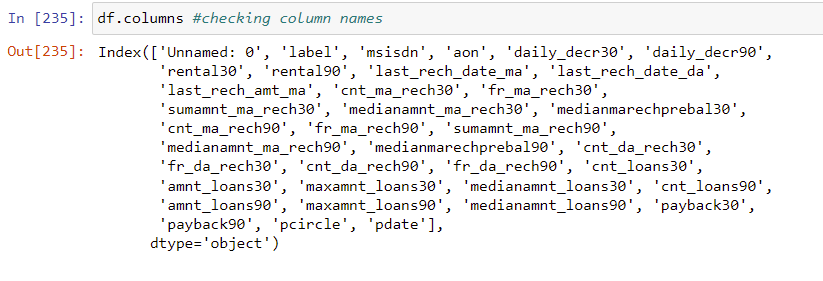 In [235]: df.columns #checking column names
Out[235]: Index(['Unnamed: 0', 'label', 'msisdn', 'aon', 'daily_decr30', 'daily_decr90',
'rental30', 'rental90', 'last_rech_date_ma', 'last_rech_date_da',
'last_rech_amt_ma', 'cnt_ma_rech30', 'fr_ma_rech30',
'sumamnt_ma_rech30', 'medianamnt_ma_rech30', 'medianmarechprebal30',
'cnt_ma_rech90', 'fr_ma_rech90', 'sumamnt_ma_rech90',
'medianamnt_ma_rech90', 'medianmarechprebal90', 'cnt_da_rech30',
'fr_da_rech30', 'cnt_da_rech90', 'fr_da_rech90', 'cnt_loans30',
'amnt_loans30', 'maxamnt_loans30', 'medianamnt_loans30', 'cnt_loans90',
'amnt_loans90', 'maxamnt_loans90', 'medianamnt_loans90', 'payback30',
'payback90', 'pcircle', 'pdate'],
dtype='object')